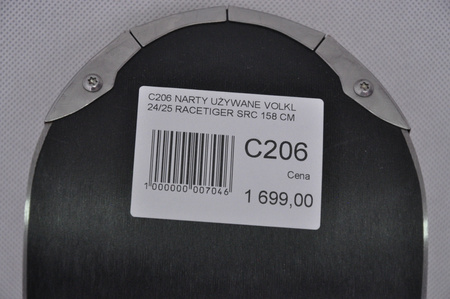 C206 NARTY UŻYWANE VOLKL
24/25 RACETIGER SRC 158 CM
C206
1 000000 007046
Cena
1 699,00